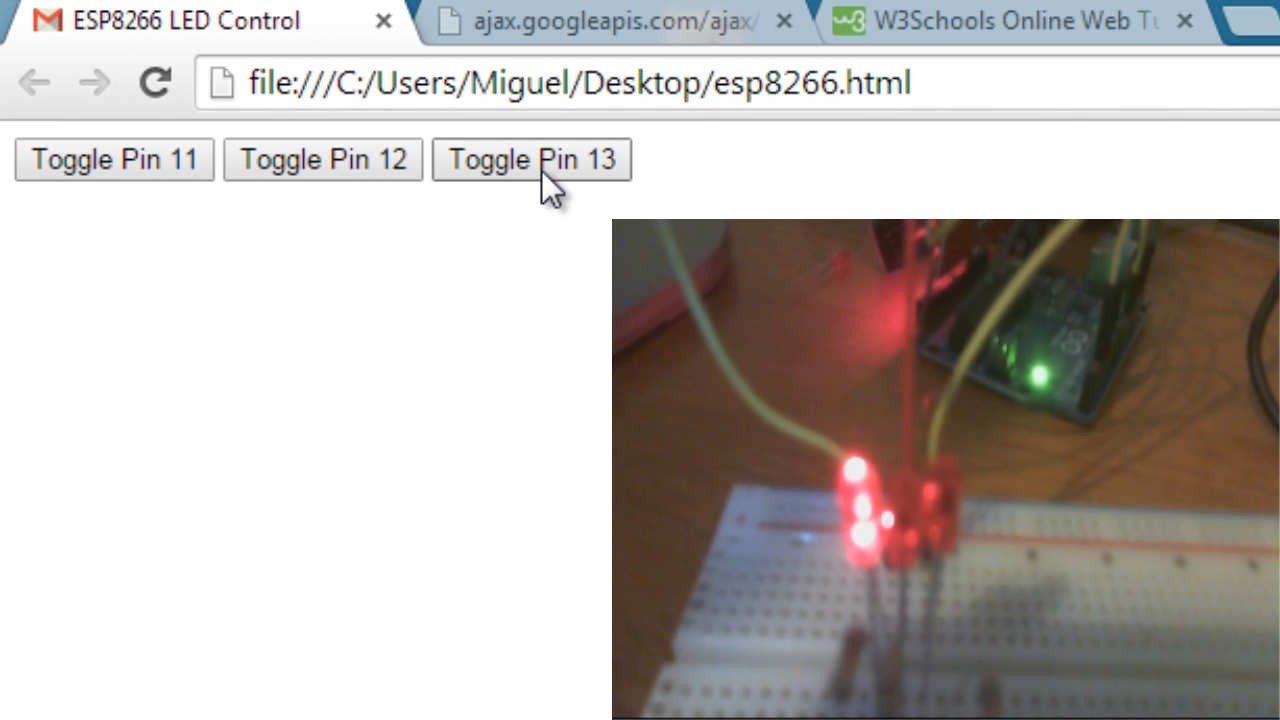 ESP8266 LED Control
ajax.googleapis.com/ajax/
W3Schools Online Web Tu
file:///C:/Users/Miguel/Desktop/esp8266.html
Toggle Pin 11
Toggle Pin 12
Toggle Pin 13